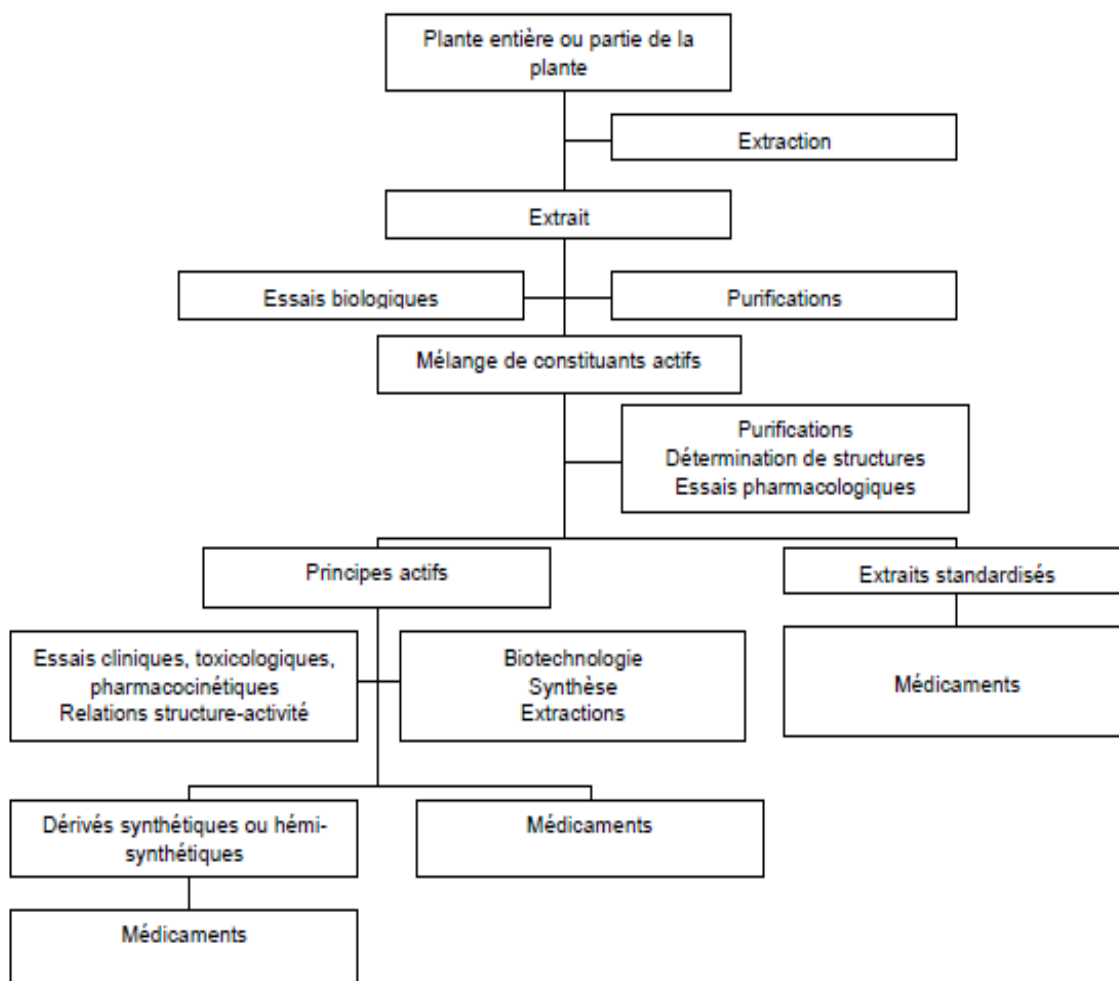 Plante entière ou partie de la
plante
Extraction
Extrait
Essais biologiques
Purifications
Mélange de constituants actifs
Purifications
Détermination de structures
Essais pharmacologiques
Principes actifs
Extraits standardisés
Essais cliniques, toxicologiques,
pharmacocinétiques
Relations structure-activité
Biotechnologie
Synthèse
Extractions
Médicaments
Dérivés synthétiques ou hémi-
synthétiques
Médicaments
Médicaments